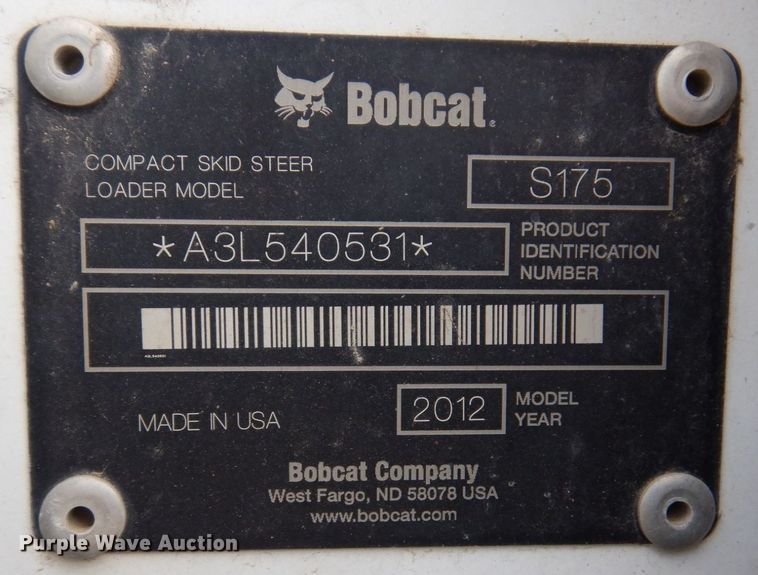 Bobcat
COMPACT SKID STEER
LOADER MODEL
S175
*A3L540531*
PRODUCT
IDENTIFICATION
NUMBER
A3L540531
MADE IN USA
2012
MODEL
YEAR
Bobcat Company
West Fargo, ND 58078 USA
www.bobcat.com
Purple Wave Auction